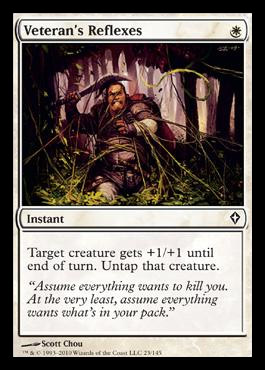 Veteran's Reflexes
Instant
Target creature gets +1/+1 until
end of turn. Untap that creature.
“Assume everything wants to kill you.
At the very least, assume everything
wants what's in your pack.”
Scott Chou
™ & © 1993–2010 Wizards of the Coast LLC 23/145